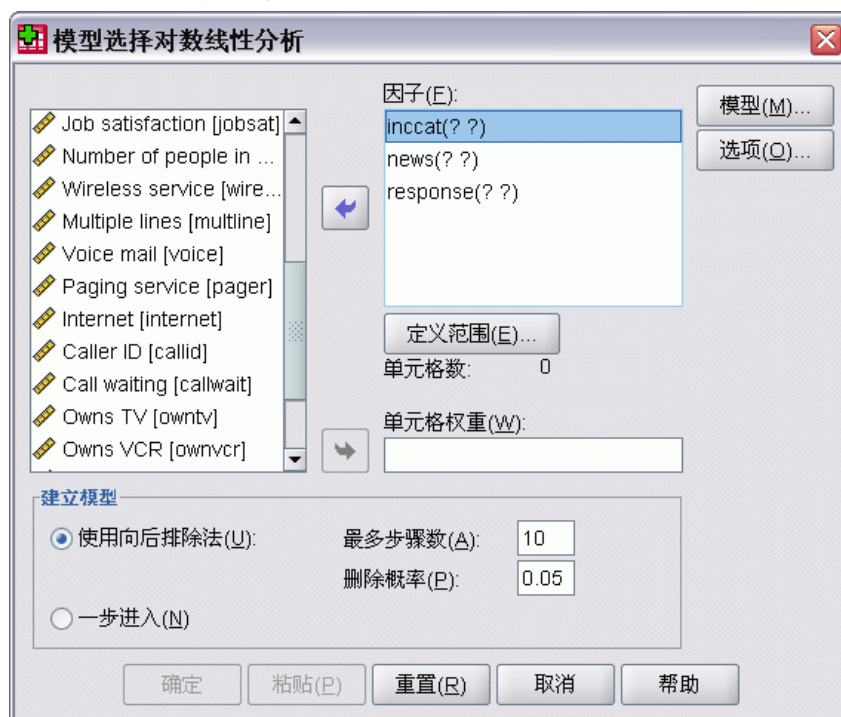 模型选择对数线性分析
Job satisfaction [jobsat]
Number of people in ...
Wireless service [wire...
Multiple lines [multline]
Voice mail [voice]
Paging service [pager]
Internet [internet]
Caller ID [callid]
Call waiting [callwait]
Owns TV [owntv]
Owns VCR [ownvcr]
因子(F):
inccat(? ?)
news(? ?)
response(? ?)
定义范围(E)...
单元格数: 0
单元格权重(W):
模型(M)...
选项(O)...
建立模型
使用向后排除法(U):
最多步骤数(A): 10
删除概率(P): 0.05
一步进入(N)
确定
粘贴(P)
重置(R)
取消
帮助